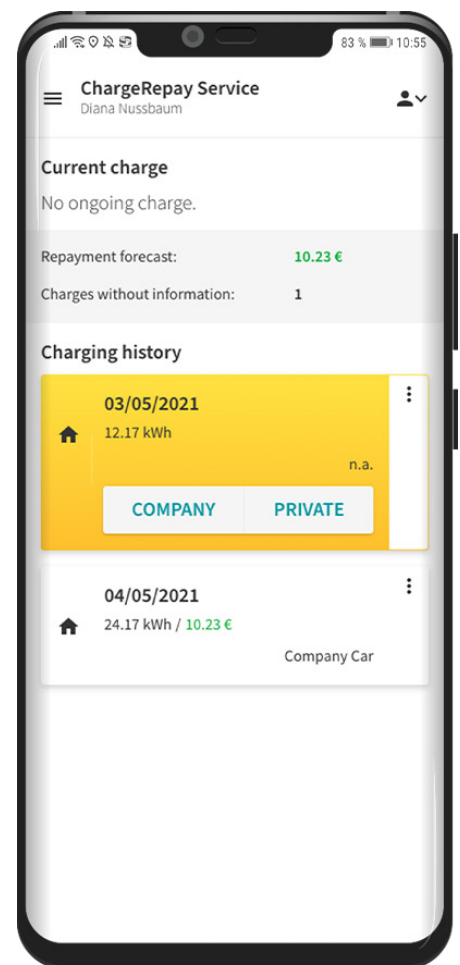 83 % 10:55
ChargeRepay Service
Diana Nussbaum
Current charge
No ongoing charge.
Repayment forecast: 10.23 €
Charges without information: 1
Charging history
03/05/2021
12.17 kWh
n.a.
COMPANY PRIVATE
04/05/2021
24.17 kWh / 10.23 €
Company Car